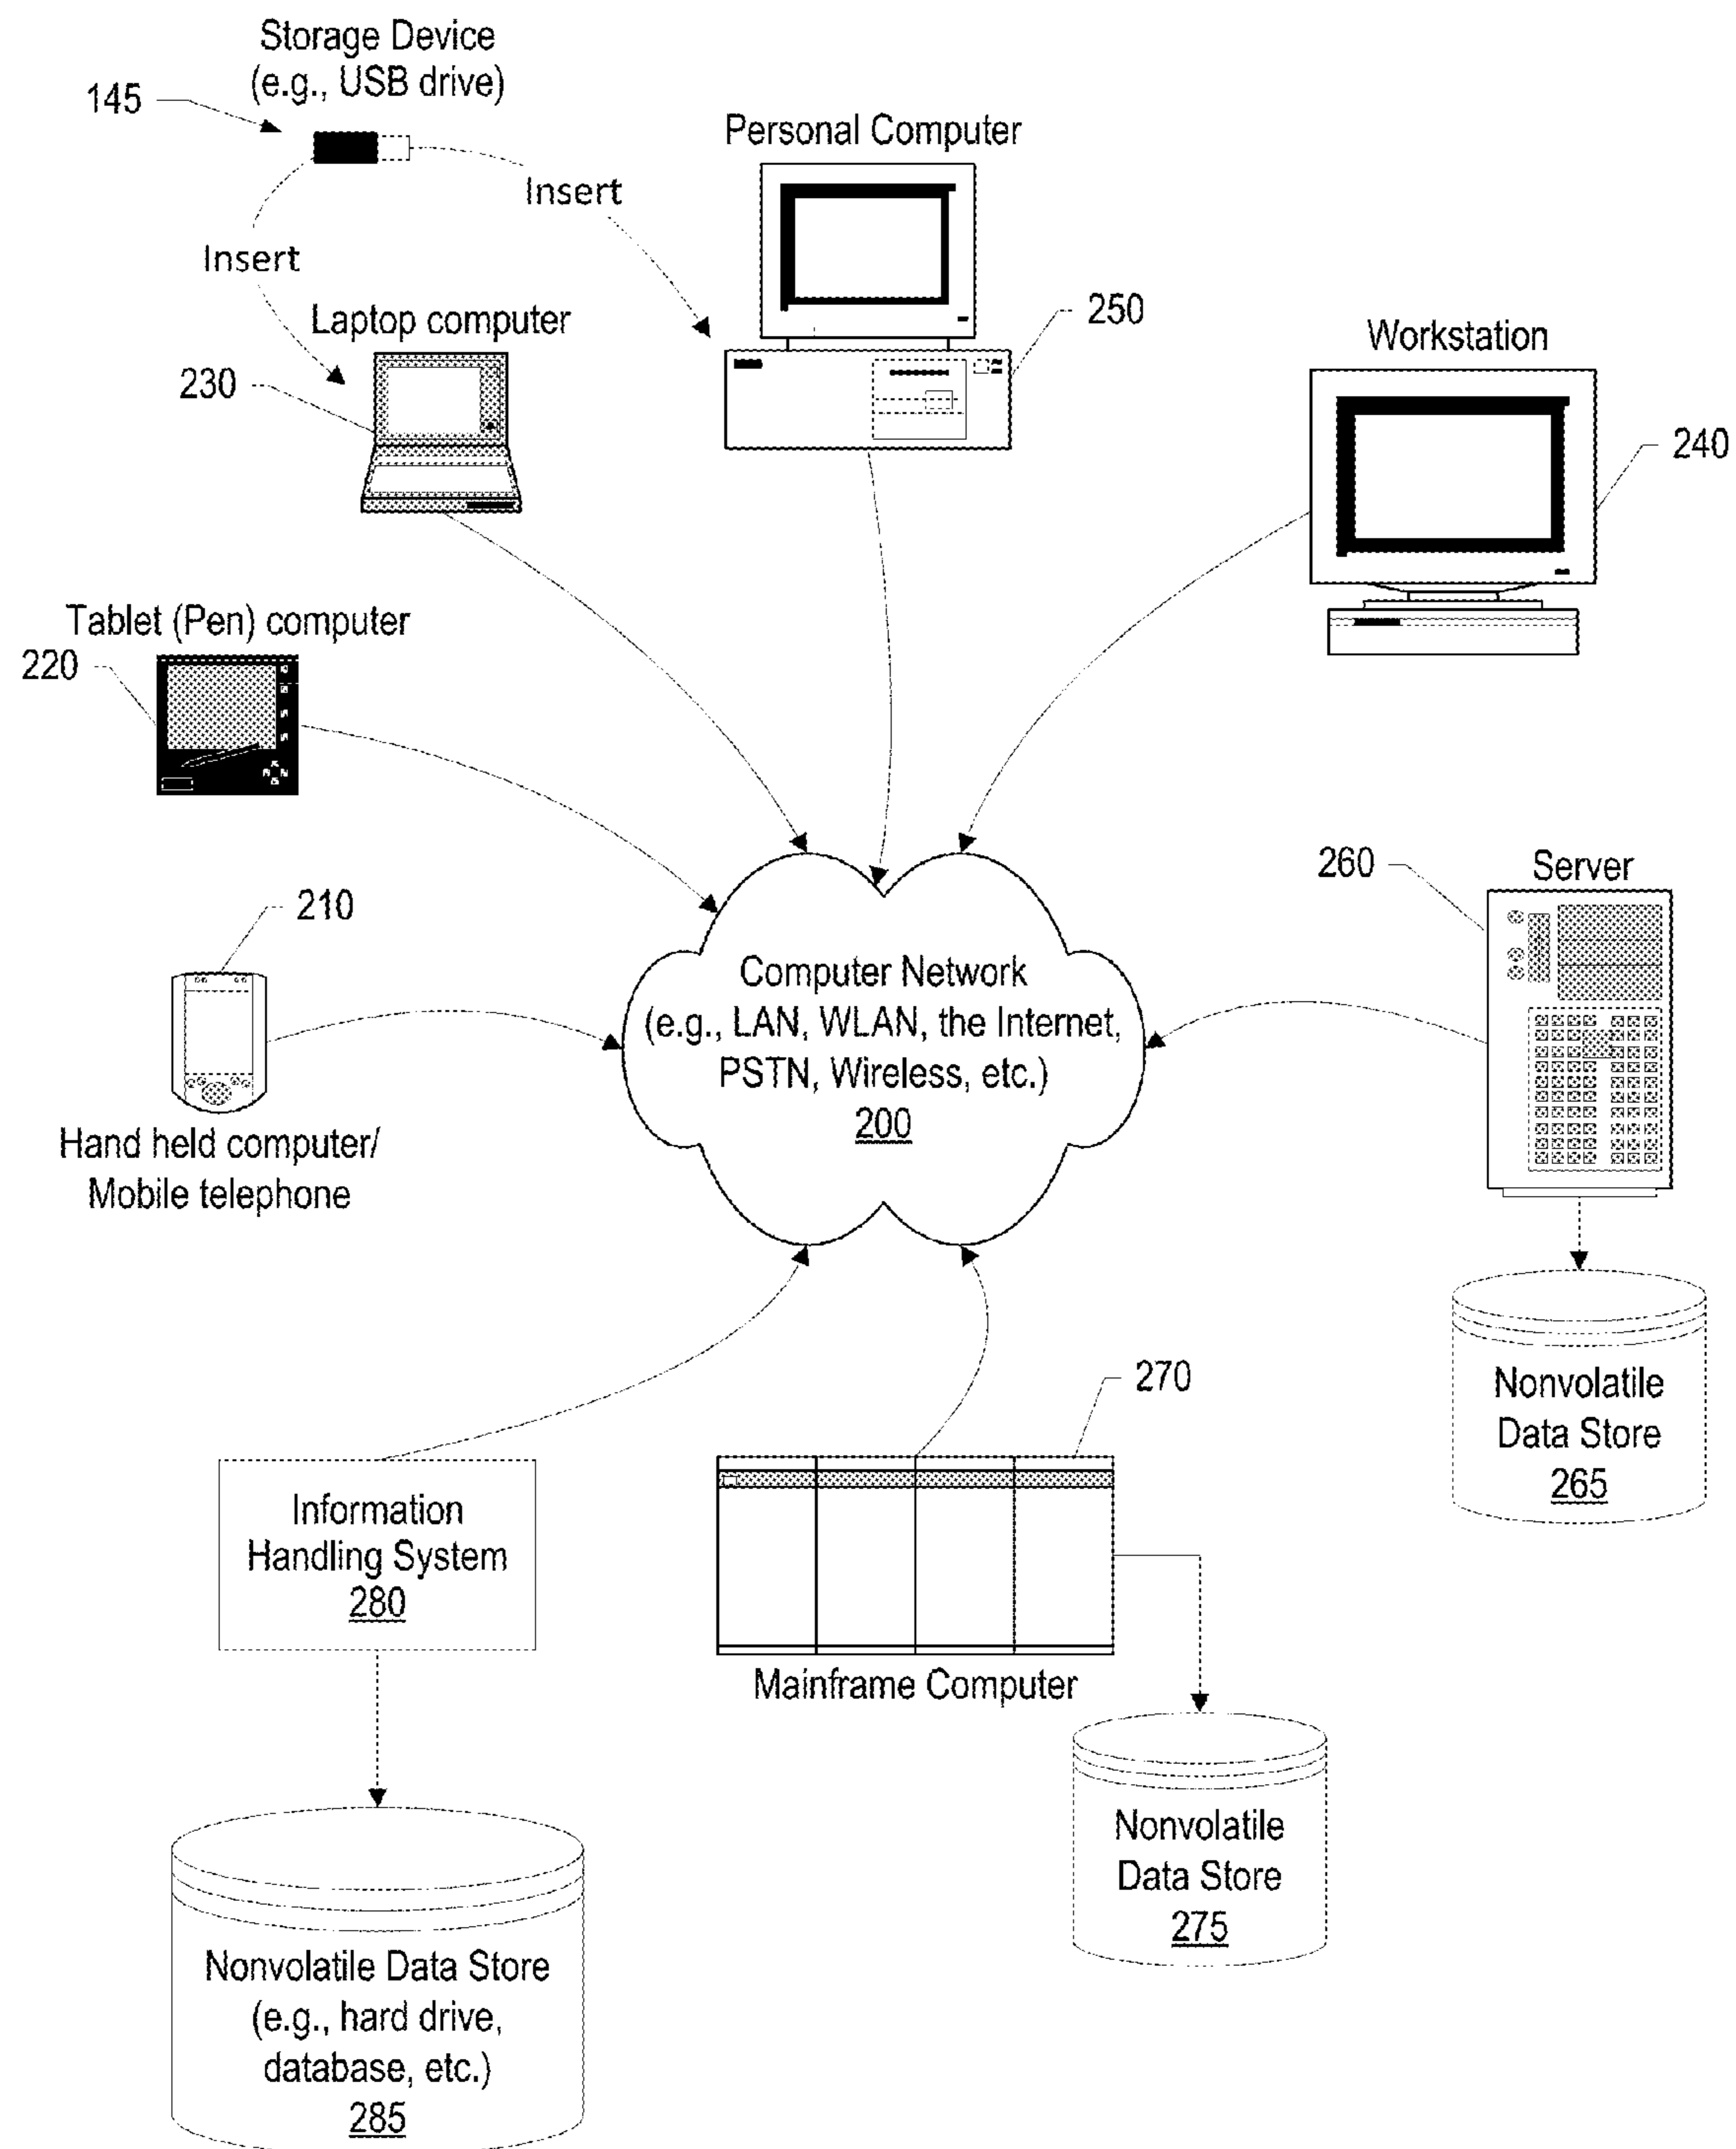 Storage Device
(e.g., USB drive)
145
Insert
Insert
Personal Computer
250
Laptop computer
230
Workstation
240
Tablet (Pen) computer
220
210
Hand held computer/
Mobile telephone
Computer Network
(e.g., LAN, WLAN, the Internet,
PSTN, Wireless, etc.)
200
260
Server
Nonvolatile
Data Store
265
270
Mainframe Computer
Nonvolatile
Data Store
275
Information
Handling System
280
Nonvolatile Data Store
(e.g., hard drive,
database, etc.)
285